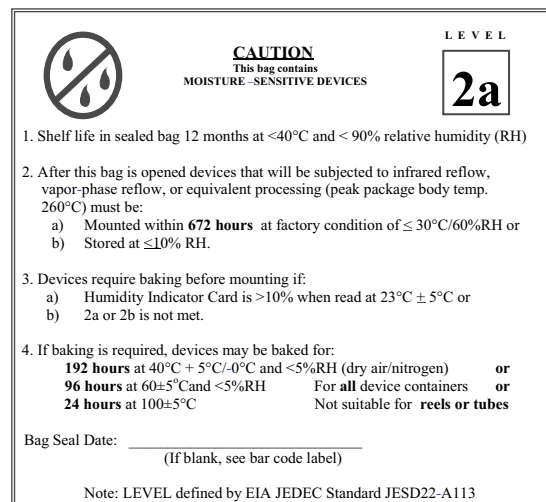 LEVEL
CAUTION
This bag contains
MOISTURE –SENSITIVE DEVICES
2a
1. Shelf life in sealed bag 12 months at <40°C and < 90% relative humidity (RH)
2. After this bag is opened devices that will be subjected to infrared reflow,
vapor-phase reflow, or equivalent processing (peak package body temp.
260°C) must be:
a) Mounted within 672 hours at factory condition of ≤ 30°C/60%RH or
b) Stored at ≤10% RH.
3. Devices require baking before mounting if:
a) Humidity Indicator Card is >10% when read at 23°C ± 5°C or
b) 2a or 2b is not met.
4. If baking is required, devices may be baked for:
192 hours at 40°C + 5°C/-0°C and <5%RH (dry air/nitrogen) or
96 hours at 60±5°Cand <5%RH For all device containers or
24 hours at 100±5°C Not suitable for reels or tubes
Bag Seal Date: ______________________________
(If blank, see bar code label)
Note: LEVEL defined by EIA JEDEC Standard JESD22-A113